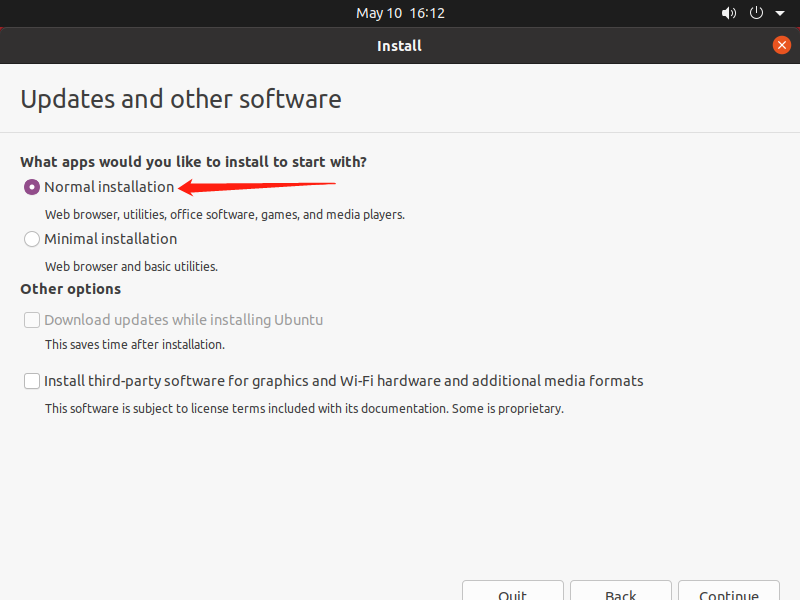 May 10 16:12
Install
Updates and other software
What apps would you like to install to start with?
Normal installation
Web browser, utilities, office software, games, and media players.
Minimal installation
Web browser and basic utilities.
Other options
Download updates while installing Ubuntu
This saves time after installation.
Install third-party software for graphics and Wi-Fi hardware and additional media formats
This software is subject to license terms included with its documentation. Some is proprietary.
Quit Back Continue